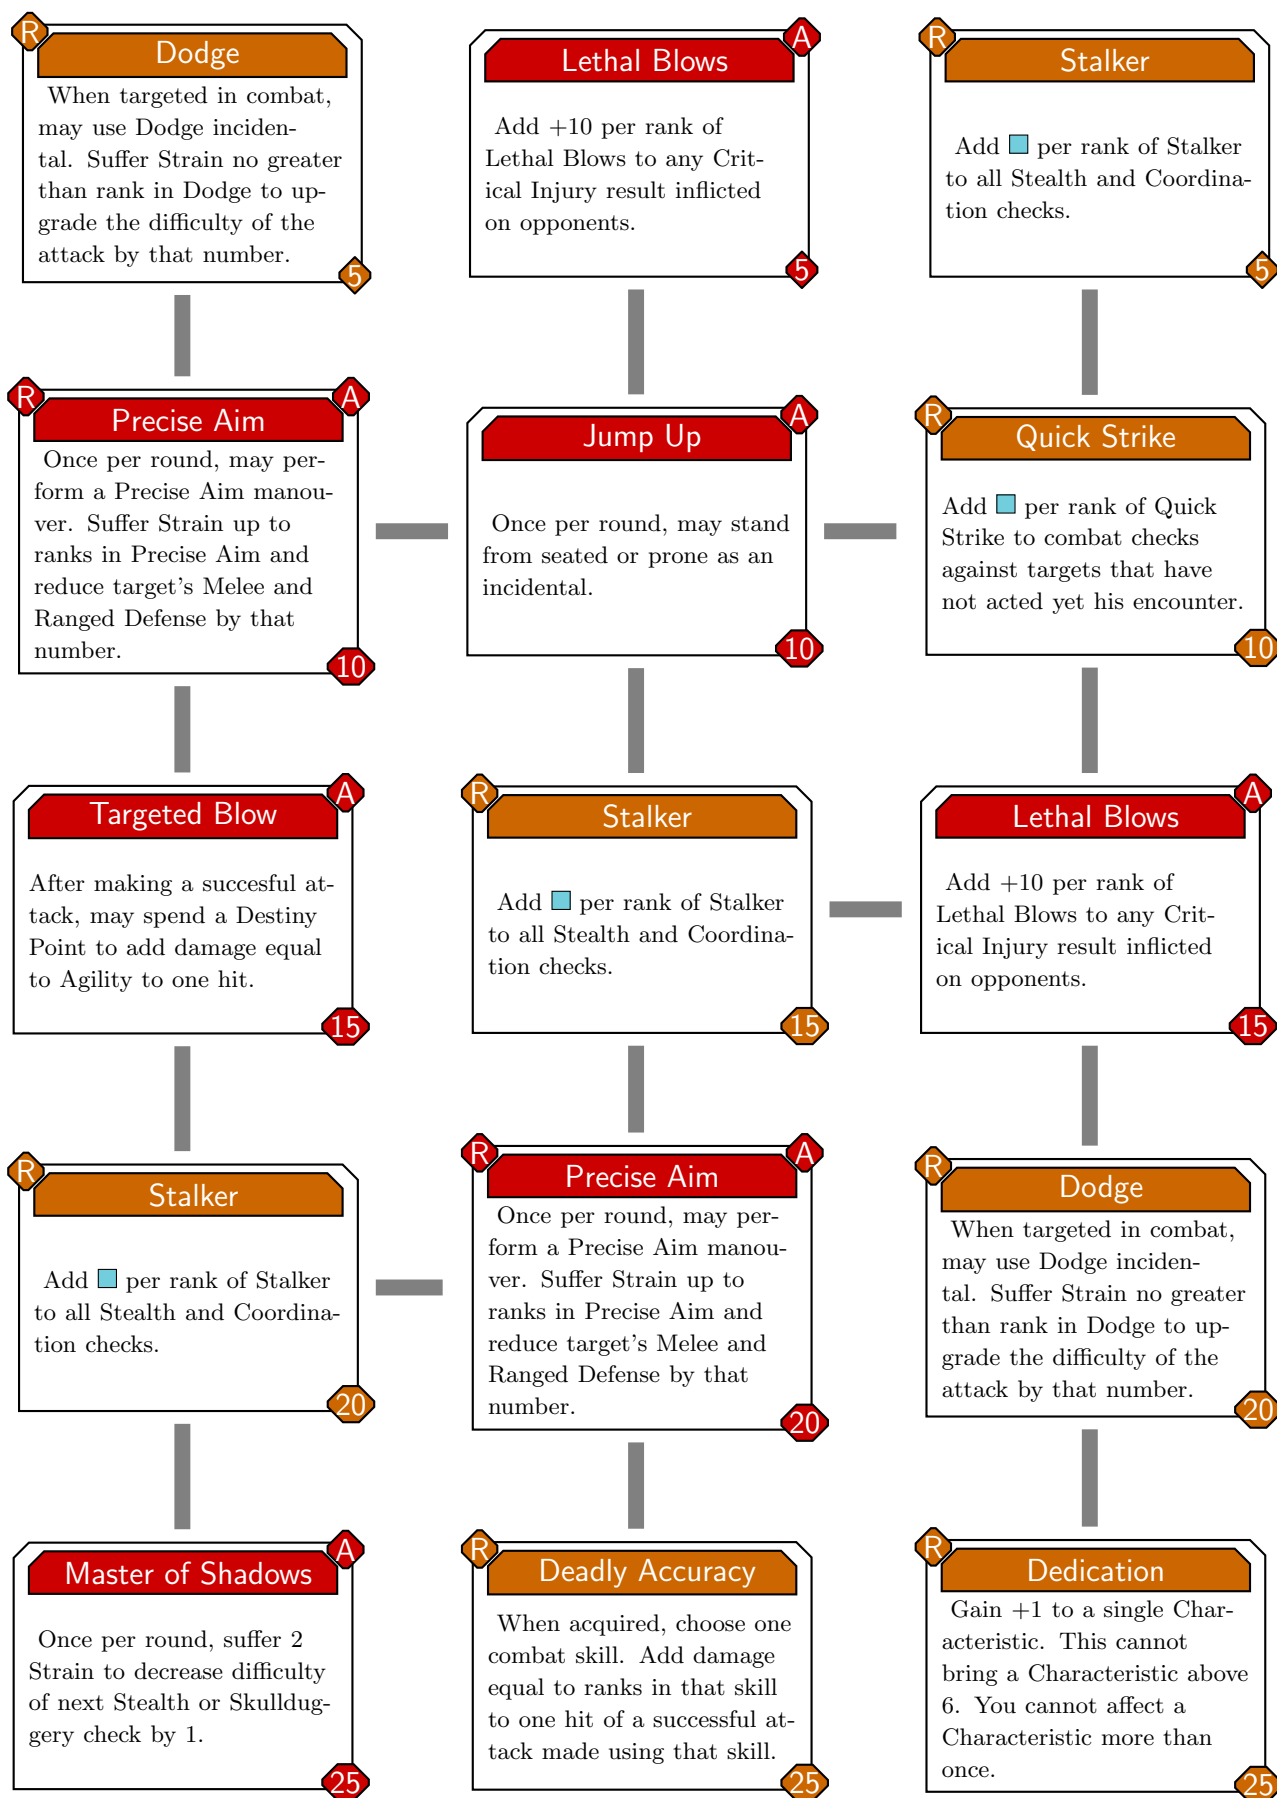 R
Dodge
When targeted in combat,
may use Dodge inciden-
tal. Suffer Strain no greater
than rank in Dodge to up-
grade the difficulty of the
attack by that number.
5
A
Lethal Blows
Add +10 per rank of
Lethal Blows to any Crit-
ical Injury result inflicted
on opponents.
5
R
Stalker
Add per rank of Stalker
to all Stealth and Coordina-
tion checks.
5
R
A
Precise Aim
Once per round, may per-
form a Precise Aim manou-
ver. Suffer Strain up to
ranks in Precise Aim and
reduce target's Melee and
Ranged Defense by that
number.
10
A
Jump Up
Once per round, may stand
from seated or prone as an
incidental.
10
R
Quick Strike
Add per rank of Quick
Strike to combat checks
against targets that have
not acted yet his encounter.
10
A
Targeted Blow
After making a succesful at-
tack, may spend a Destiny
Point to add damage equal
to Agility to one hit.
15
R
Stalker
Add per rank of Stalker
to all Stealth and Coordina-
tion checks.
15
A
Lethal Blows
Add +10 per rank of
Lethal Blows to any Crit-
ical Injury result inflicted
on opponents.
15
R
Stalker
Add per rank of Stalker
to all Stealth and Coordina-
tion checks.
20
R
A
Precise Aim
Once per round, may per-
form a Precise Aim manou-
ver. Suffer Strain up to
ranks in Precise Aim and
reduce target's Melee and
Ranged Defense by that
number.
20
R
Dodge
When targeted in combat,
may use Dodge inciden-
tal. Suffer Strain no greater
than rank in Dodge to up-
grade the difficulty of the
attack by that number.
20
A
Master of Shadows
Once per round, suffer 2
Strain to decrease difficulty
of next Stealth or Skulldug-
gery check by 1.
25
R
Deadly Accuracy
When acquired, choose one
combat skill. Add damage
equal to ranks in that skill
to one hit of a successful at-
tack made using that skill.
25
R
Dedication
Gain +1 to a single Char-
acteristic. This cannot
bring a Characteristic above
6. You cannot affect a
Characteristic more than
once.
25